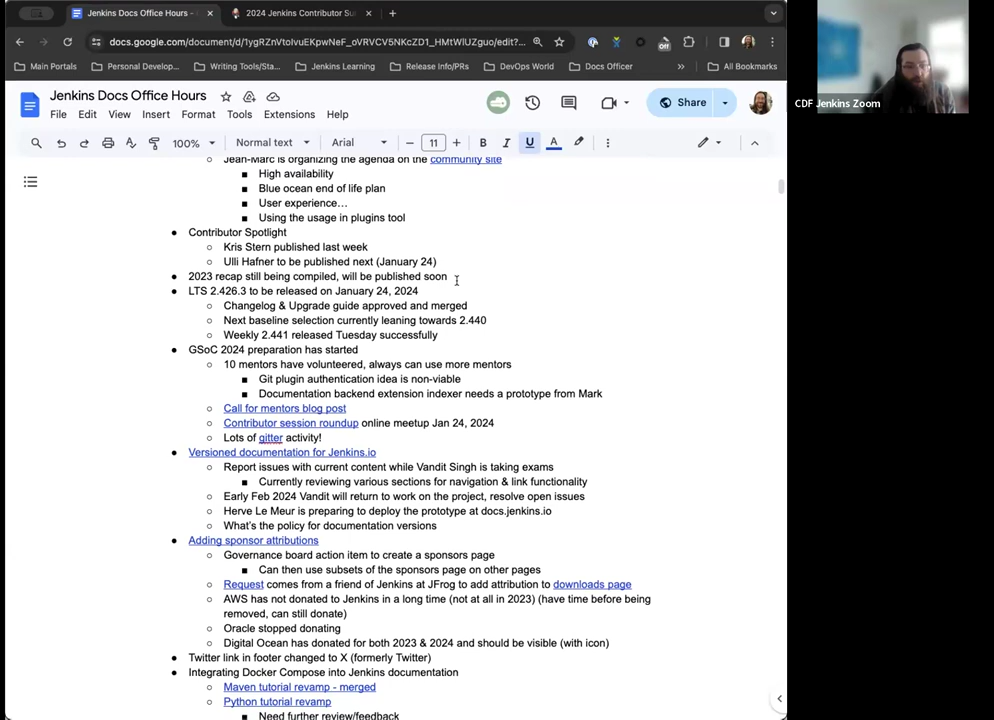 Jenkins Docs Office Hours -
2024 Jenkins Contributor Su
docs.google.com/document/d/1ygRZnVtoIvuEKpwNeF_oVRVCV5NKcZD1_HMtWlUZguo/edit?...
Off
Main Portals
Personal Develop...
Writing Tools/Sta...
Jenkins Learning
Release Info/PRs
DevOps World
Docs Officer
»
All Bookmarks
Jenkins Docs Office Hours
File Edit View Insert Format Tools Extensions Help
Share
CDF Jenkins Zoom
100% Normal text Arial 11 B I U A
Jean-Marc is organizing the agenda on the community site
High availability
Blue ocean end of life plan
User experience…
Using the usage in plugins tool
Contributor Spotlight
Kris Stern published last week
Ulli Hafner to be published next (January 24)
2023 recap still being compiled, will be published soon
LTS 2.426.3 to be released on January 24, 2024
Changelog & Upgrade guide approved and merged
Next baseline selection currently leaning towards 2.440
Weekly 2.441 released Tuesday successfully
GSoC 2024 preparation has started
10 mentors have volunteered, always can use more mentors
Git plugin authentication idea is non-viable
Documentation backend extension indexer needs a prototype from Mark
Call for mentors blog post
Contributor session roundup online meetup Jan 24, 2024
Lots of gitter activity!
Versioned documentation for Jenkins.io
Report issues with current content while Vandit Singh is taking exams
Currently reviewing various sections for navigation & link functionality
Early Feb 2024 Vandit will return to work on the project, resolve open issues
Herve Le Meur is preparing to deploy the prototype at docs.jenkins.io
What's the policy for documentation versions
Adding sponsor attributions
Governance board action item to create a sponsors page
Can then use subsets of the sponsors page on other pages
Request comes from a friend of Jenkins at JFrog to add attribution to downloads page
AWS has not donated to Jenkins in a long time (not at all in 2023) (have time before being
removed, can still donate)
Oracle stopped donating
Digital Ocean has donated for both 2023 & 2024 and should be visible (with icon)
Twitter link in footer changed to X (formerly Twitter)
Integrating Docker Compose into Jenkins documentation
Maven tutorial revamp - merged
Python tutorial revamp
Need further review/feedback